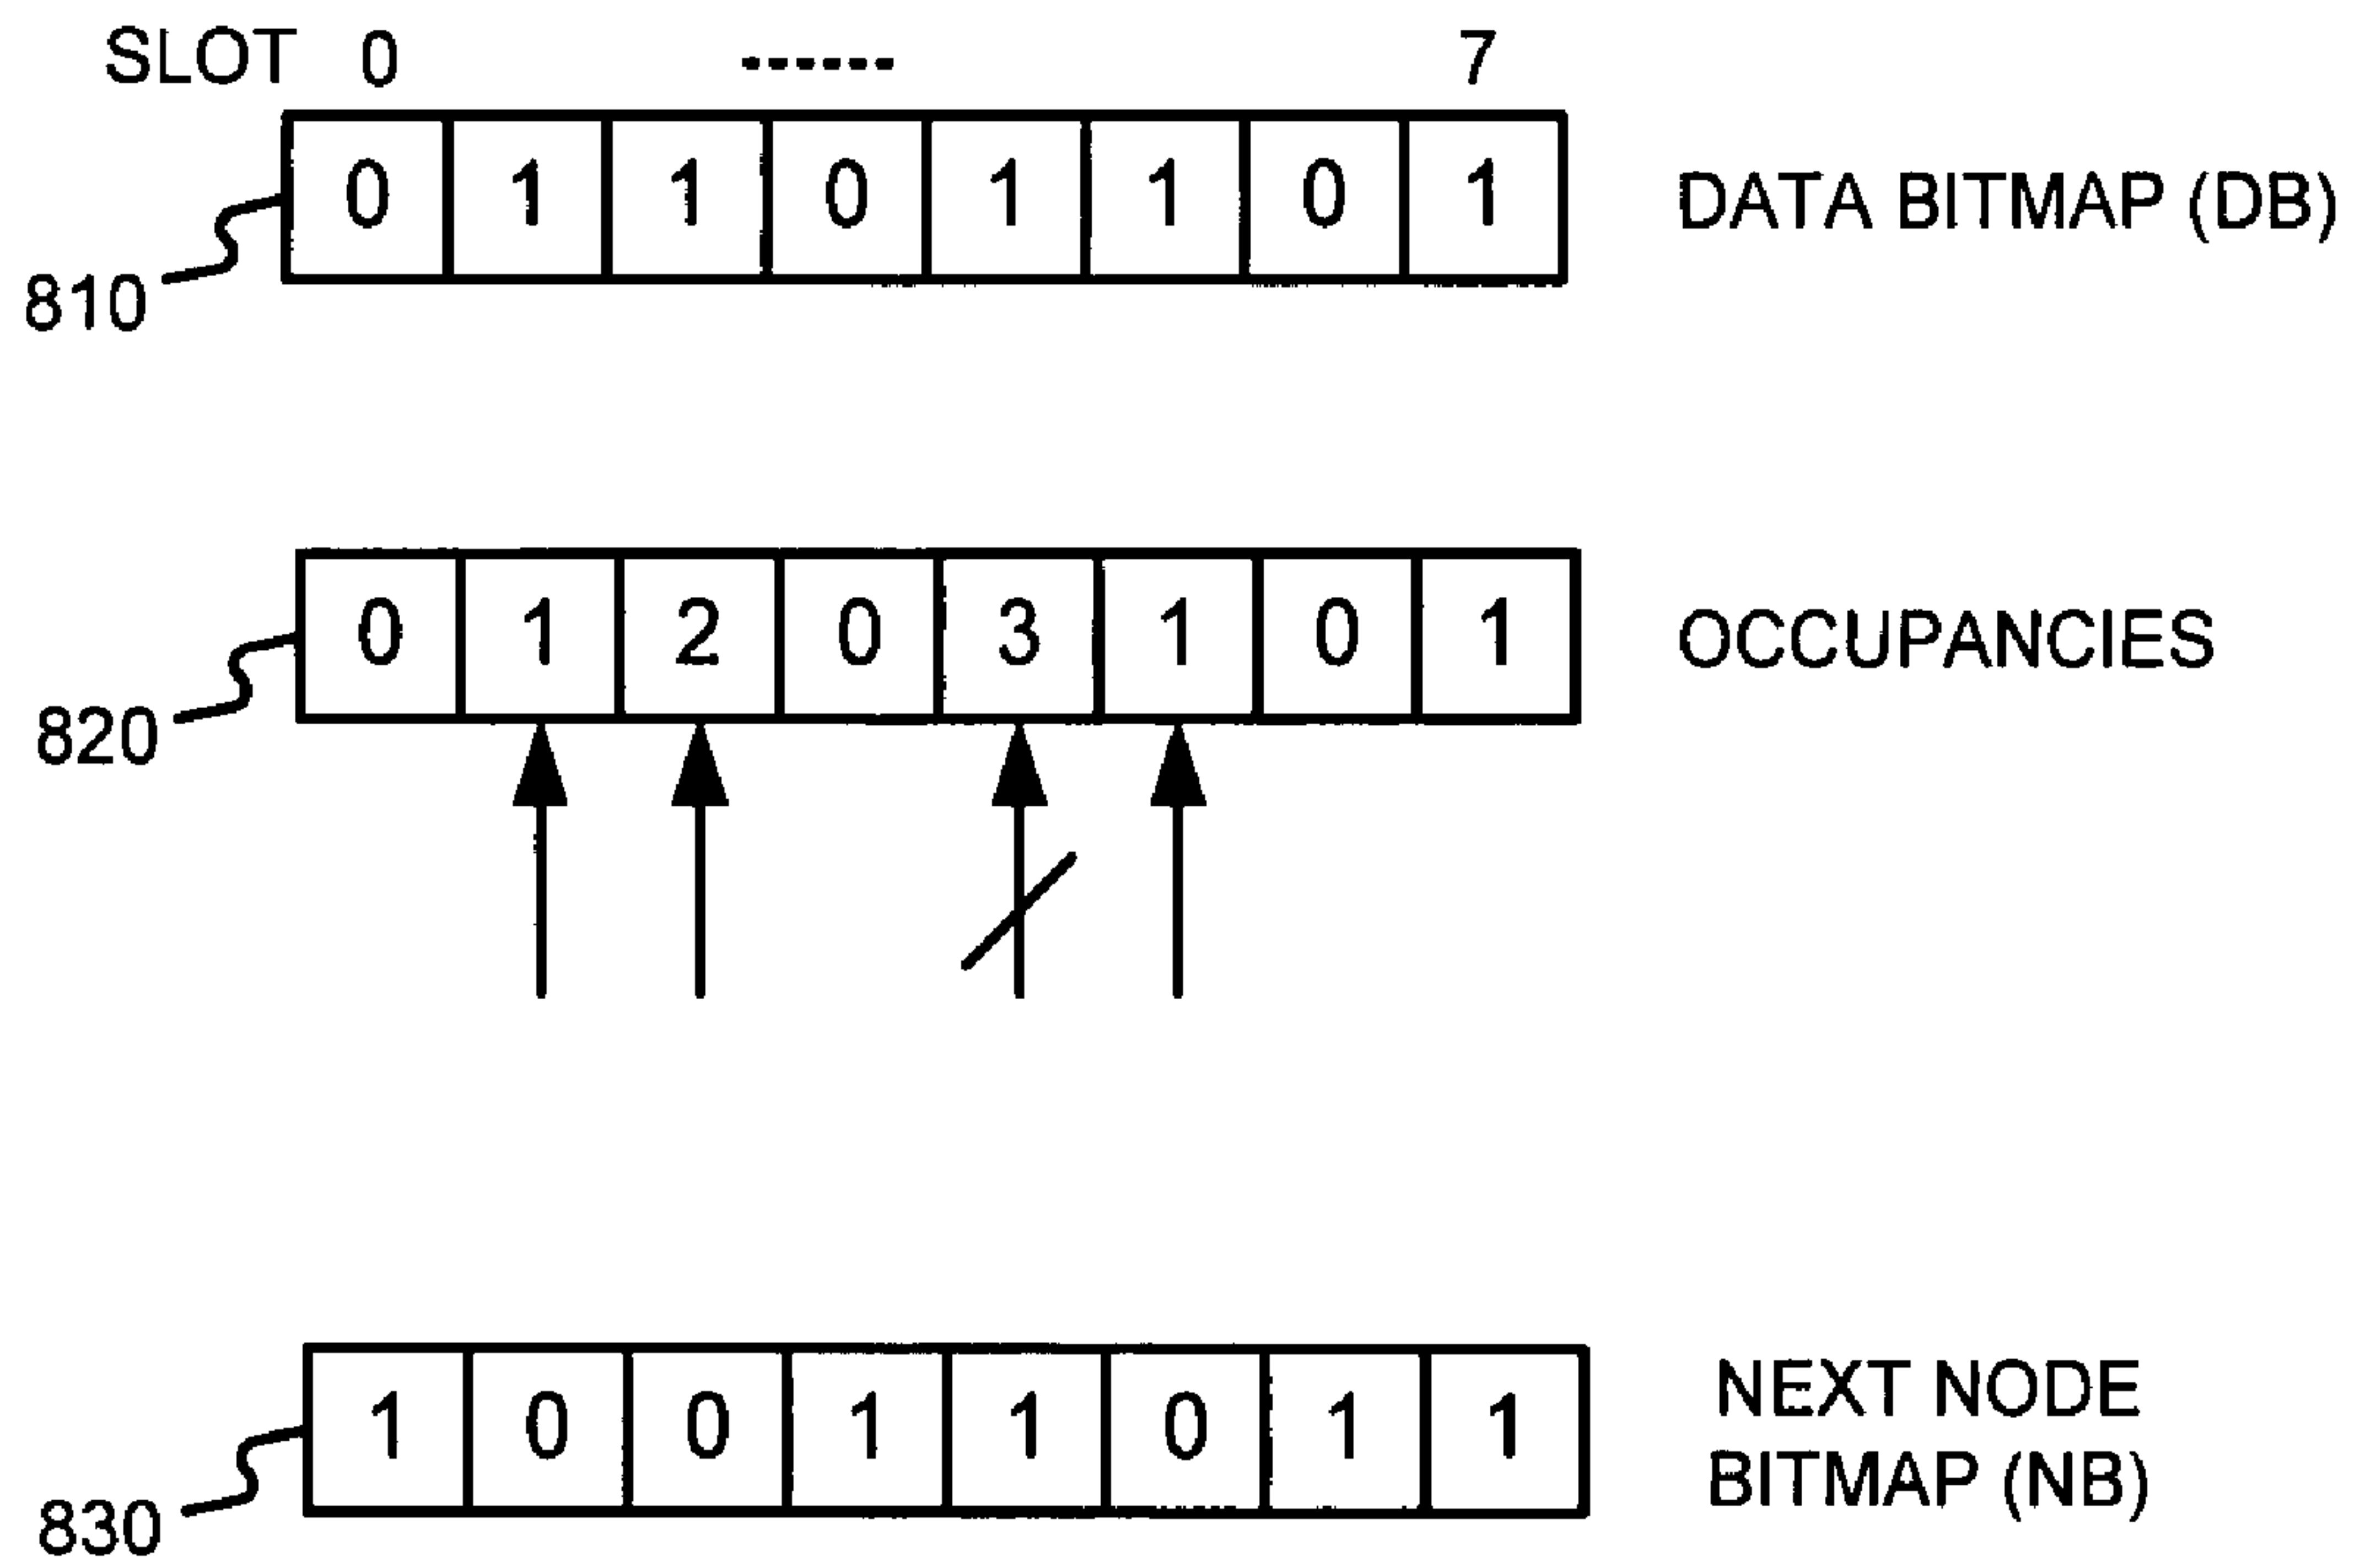 SLOT 0 ------ 7
0 1 1 0 1 1 0 1
DATA BITMAP (DB)
810
0 1 2 0 3 1 0 1
OCCUPANCIES
820
1 0 0 1 1 0 1 1
NEXT NODE
BITMAP (NB)
830